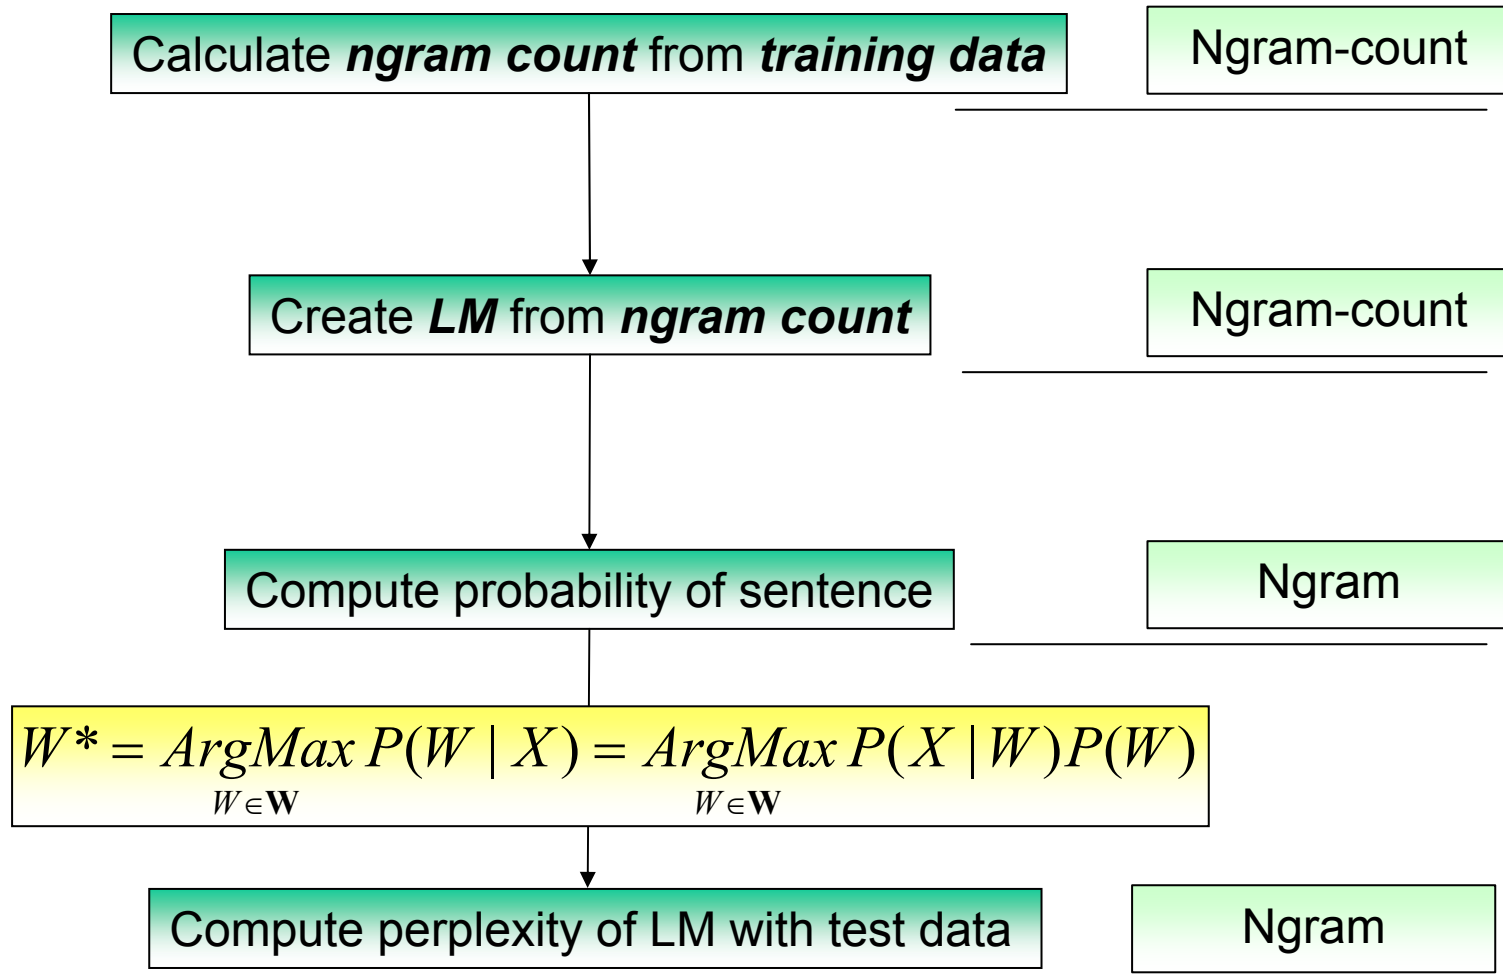 Calculate ngram count from training data
Ngram-count
Create LM from ngram count
Ngram-count
Compute probability of sentence
Ngram
W* = ArgMax P(W | X) = ArgMax P(X | W)P(W)
W∈W W∈W
Compute perplexity of LM with test data
Ngram